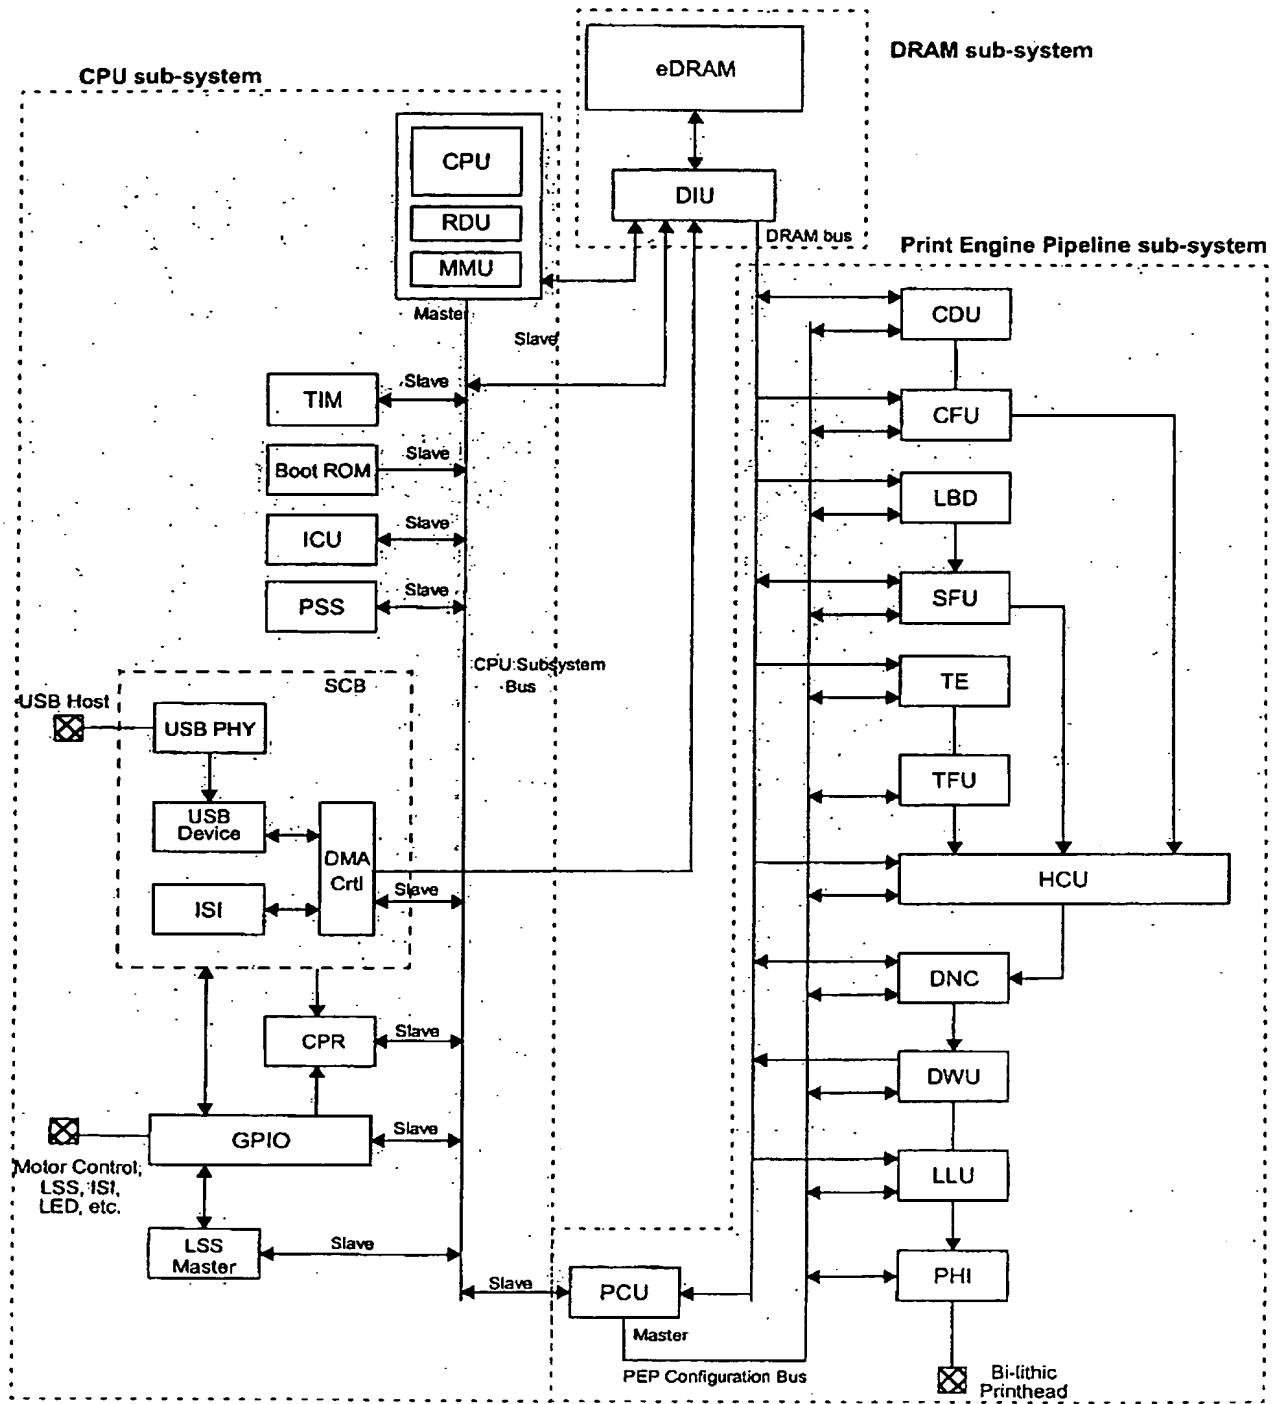 DRAM sub-system
eDRAM
CPU sub-system
CPU
RDU
MMU
DIU
DRAM bus
Print Engine Pipeline sub-system
Master
Slave
CDU
TIM
Slave
CFU
Boot ROM
Slave
LBD
ICU
Slave
PSS
Slave
SFU
CPU Subsystem
Bus
SCB
TE
USB Host
USB PHY
TFU
USB
Device
DMA
Crtl
Slave
HCU
ISI
DNC
CPR
Slave
DWU
GPIO
Slave
Motor Control,
LSS, ISI,
LED, etc.
LLU
LSS
Master
Slave
PHI
Slave
PCU
Master
PEP Configuration Bus
Bi-lithic
Printhead